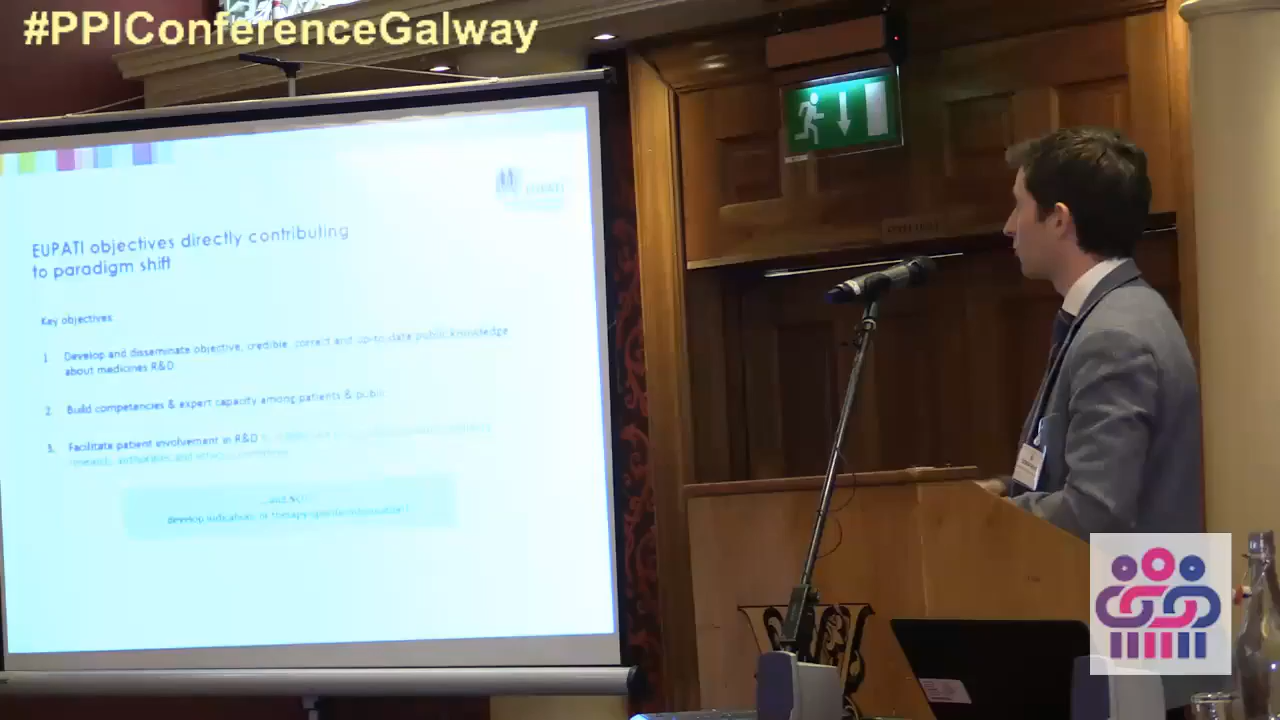 #PPIConferenceGalway
EUPATI
EUPATI objectives directly contributing
to paradigm shift
Key objectives:
1. Develop and disseminate objective, credible, correct and up-to-date public knowledge
about medicines R&D
2. Build competencies & expert capacity among patients & public
3. Facilitate patient involvement in R&D